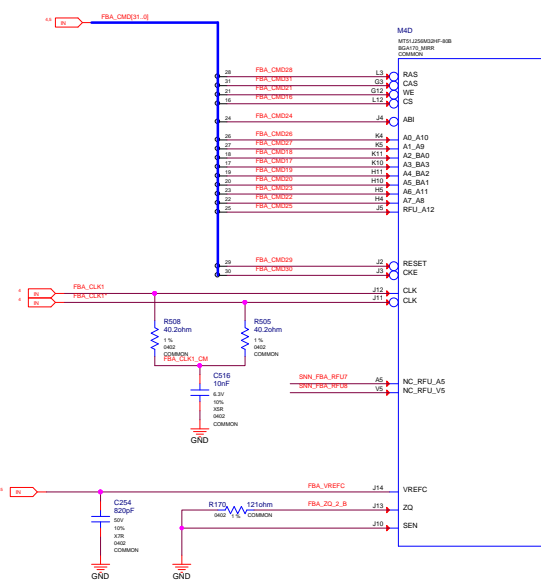 FBA_CMD[31..0]
IN
M4D
MT51J256M32HF-80B
BGA170_MIRR
COMMON
28 FBA_CMD28 L3 RAS
31 FBA_CMD31 G3 CAS
21 FBA_CMD21 G12 WE
16 FBA_CMD16 L12 CS
24 FBA_CMD24 J4 ABI
26 FBA_CMD26 K4 A0_A10
27 FBA_CMD27 K5 A1_A9
18 FBA_CMD18 K11 A2_BA0
17 FBA_CMD17 K10 A3_BA3
19 FBA_CMD19 H11 A4_BA2
20 FBA_CMD20 H10 A5_BA1
23 FBA_CMD23 H5 A6_A11
22 FBA_CMD22 H4 A7_A8
25 FBA_CMD25 J5 RFU_A12
29 FBA_CMD29 J2 RESET
30 FBA_CMD30 J3 CKE
IN FBA_CLK1 J12 CLK
IN FBA_CLK1* J11 CLK
R508
40.2ohm
1 %
0402
COMMON
R505
40.2ohm
1 %
0402
COMMON
FBA_CLK1_CM
C516
10nF
6.3V
10%
X5R
0402
COMMON
GND
SNN_FBA_RFU7 A5 NC_RFU_A5
SNN_FBA_RFU8 V5 NC_RFU_V5
IN FBA_VREFC J14 VREFC
C254
820pF
50V
10%
X7R
0402
COMMON
GND
R170 121ohm FBA_ZQ_2_B J13 ZQ
0402 1 % COMMON
J10 SEN
GND